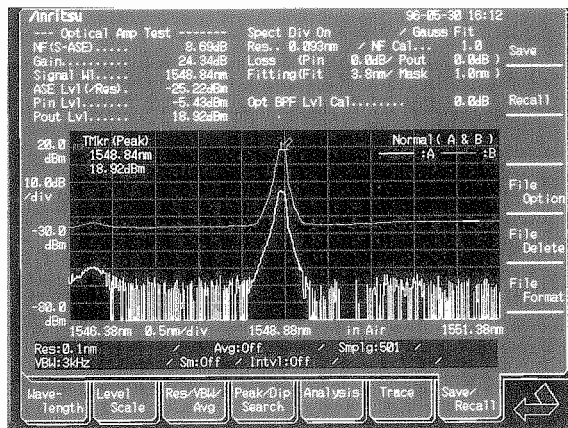 Anritsu 96-05-30 16:12
--- Optical Amp Test ------- Spect Div On / Gauss Fit
NF(S-ASE)..... 8.69dB Res.. 0.093nm / NF Cal... 1.0
Gain.......... 24.34dB Loss (Pin 0.0dB/ Pout 0.0dB )
Signal Wl..... 1548.84nm Fitting(Fit 3.8nm/ Mask 1.0nm )
ASE Lvl(/Res). -25.22dBm
Pin Lvl....... -5.43dBm Opt BPF Lvl Cal........ 0.0dB
Pout Lvl...... 18.92dBm
Save
Recall
File
Option
File
Delete
File
Format
20.0
dBm
TMkr(Peak)
1548.84nm
18.92dBm
Normal( A & B )
:A :B
10.0dB
/div
-30.0
dBm
-80.0
dBm
1546.38nm 0.5nm/div 1548.88nm in Air 1551.38nm
Res:0.1nm / Avg:Off / Smplg:501 /
VBW:3kHz / Sm:Off / Intvl:Off / /
Wave-
length
Level
Scale
Res/VBW/
Avg
Peak/Dip
Search
Analysis
Trace
Save/
Recall